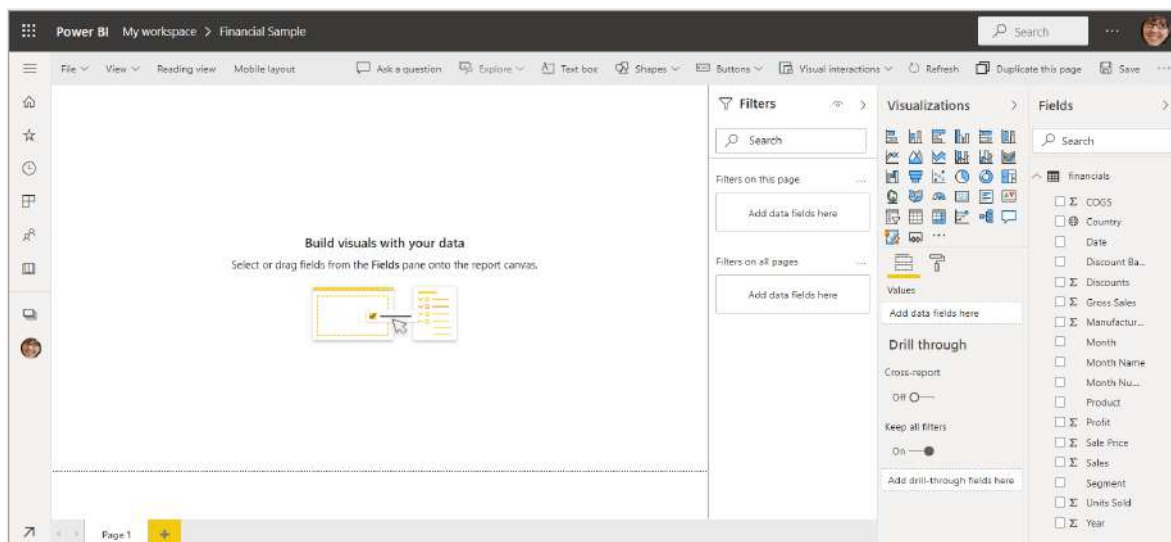 Power BI My workspace > Financial Sample
Search
File View Reading view Mobile layout Ask a question Explore Text box Shapes Buttons Visual interactions Refresh Duplicate this page Save
Build visuals with your data
Select or drag fields from the Fields pane onto the report canvas.
Filters
Search
Filters on this page
Add data fields here
Filters on all pages
Add data fields here
Visualizations
Values
Add data fields here
Drill through
Cross-report
Off
Keep all filters
On
Add drill-through fields here
Fields
Search
financials
Σ COGS
Country
Date
Discount Ba...
Σ Discounts
Σ Gross Sales
Σ Manufactur...
Month
Month Name
Month Nu...
Product
Σ Profit
Σ Sale Price
Σ Sales
Segment
Σ Units Sold
Σ Year
Page 1